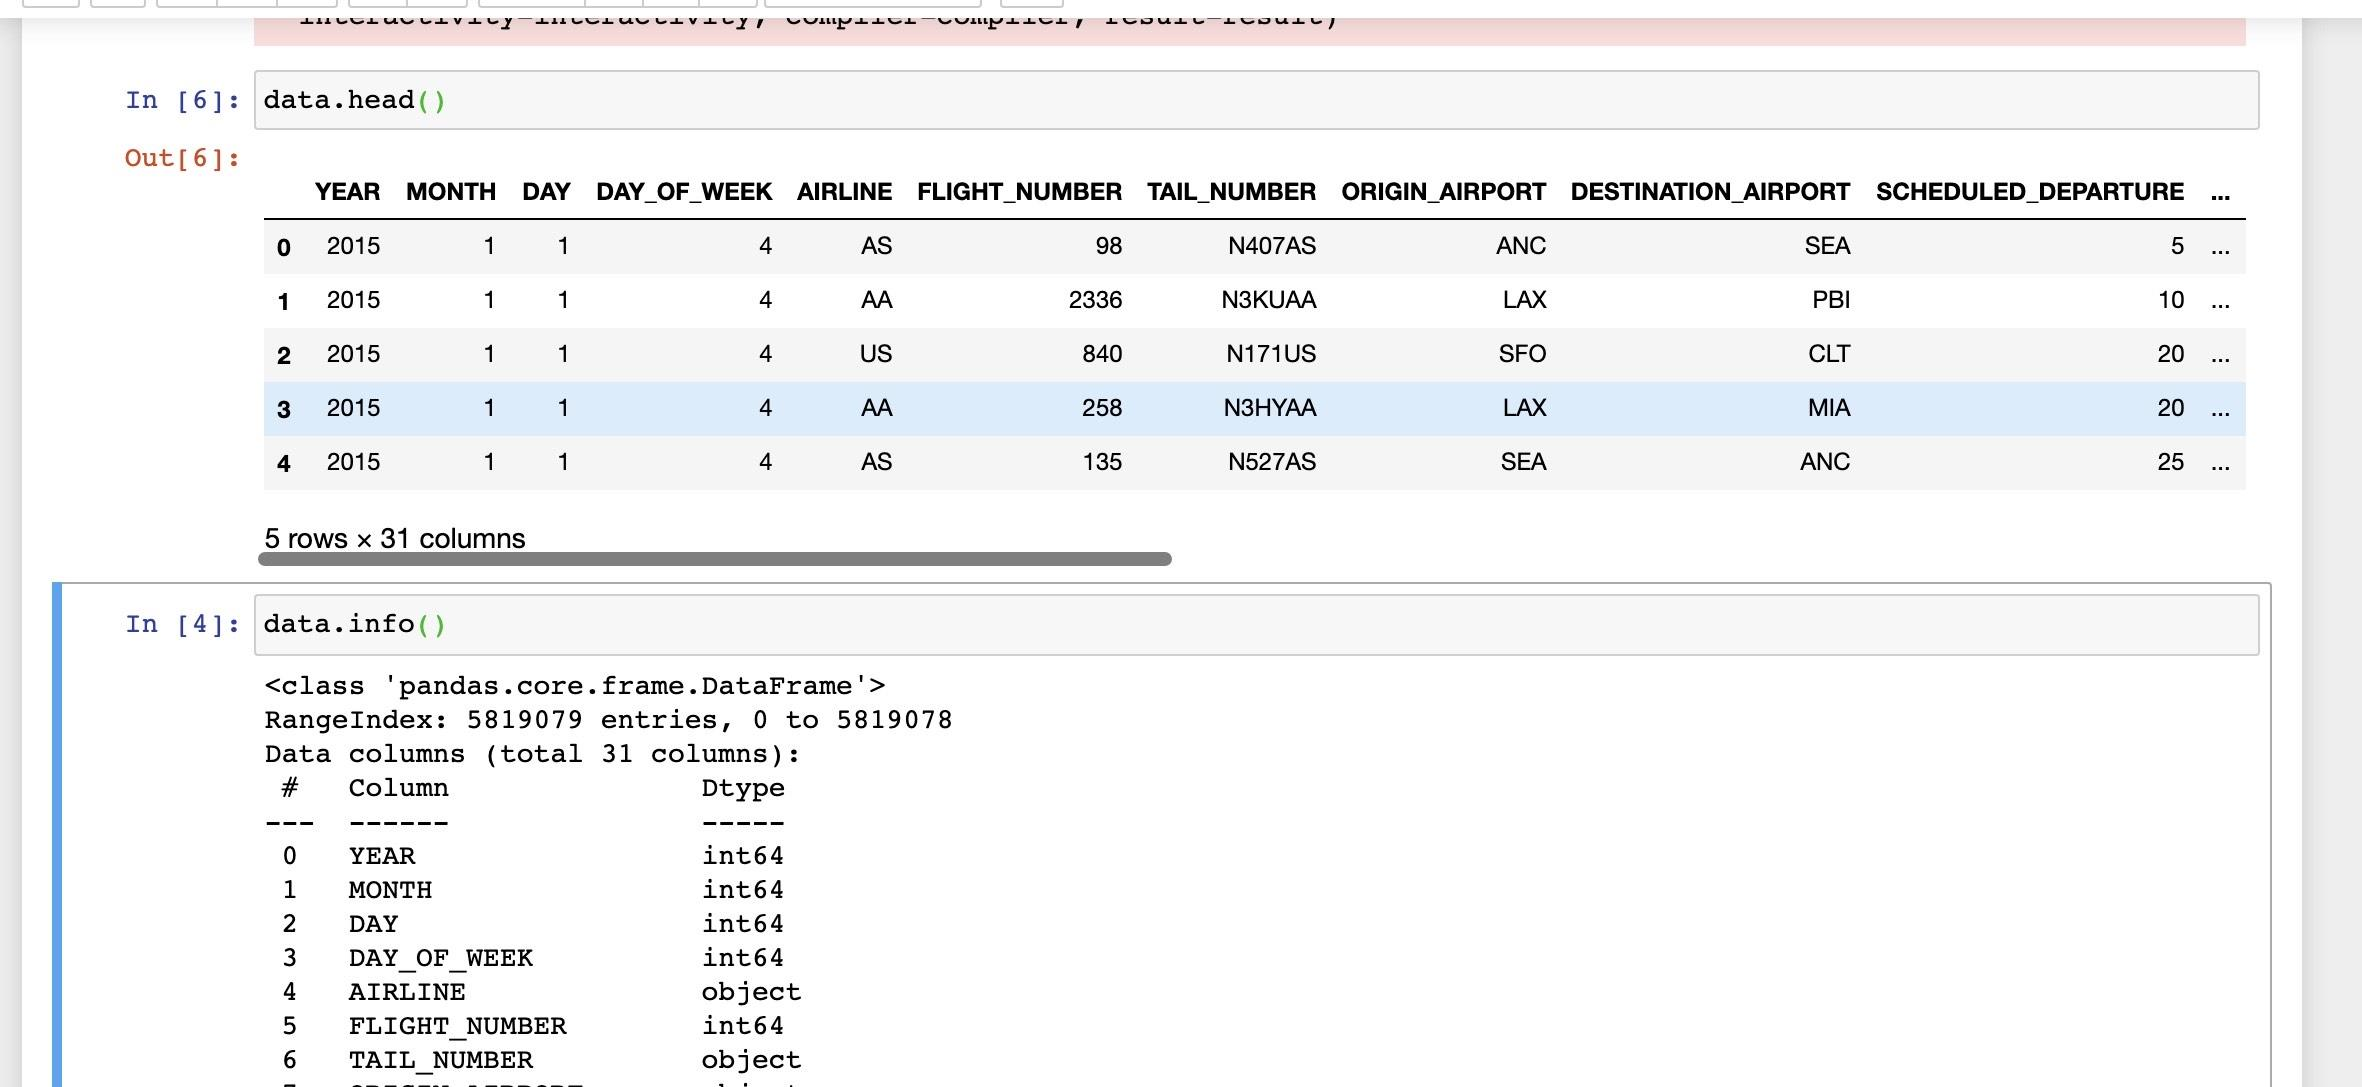 interactivity=interactivity, compiler=compiler, result=result)
In [6]: data.head()
Out[6]:
YEAR MONTH DAY DAY_OF_WEEK AIRLINE FLIGHT_NUMBER TAIL_NUMBER ORIGIN_AIRPORT DESTINATION_AIRPORT SCHEDULED_DEPARTURE ...
0 2015 1 1 4 AS 98 N407AS ANC SEA 5 ...
1 2015 1 1 4 AA 2336 N3KUAA LAX PBI 10 ...
2 2015 1 1 4 US 840 N171US SFO CLT 20 ...
3 2015 1 1 4 AA 258 N3HYAA LAX MIA 20 ...
4 2015 1 1 4 AS 135 N527AS SEA ANC 25 ...
5 rows × 31 columns
In [4]: data.info()
<class 'pandas.core.frame.DataFrame'>
RangeIndex: 5819079 entries, 0 to 5819078
Data columns (total 31 columns):
# Column Dtype
--- ------ -----
0 YEAR int64
1 MONTH int64
2 DAY int64
3 DAY_OF_WEEK int64
4 AIRLINE object
5 FLIGHT_NUMBER int64
6 TAIL_NUMBER object